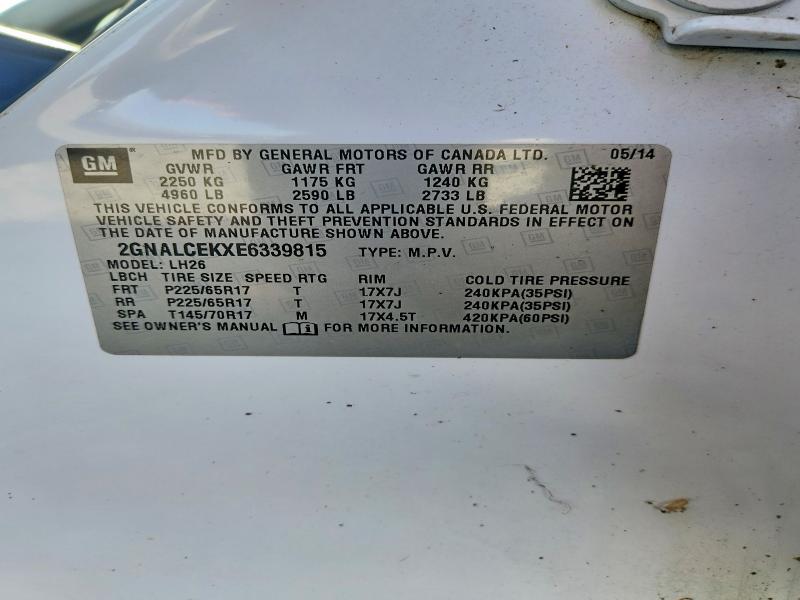 GM MFD BY GENERAL MOTORS OF CANADA LTD. 05/14
GVWR GAWR FRT GAWR RR
2250 KG 1175 KG 1240 KG
4960 LB 2590 LB 2733 LB
THIS VEHICLE CONFORMS TO ALL APPLICABLE U.S. FEDERAL MOTOR
VEHICLE SAFETY AND THEFT PREVENTION STANDARDS IN EFFECT ON
THE DATE OF MANUFACTURE SHOWN ABOVE.
2GNALCEKXE6339815 TYPE: M.P.V.
MODEL: LH26
LBCH TIRE SIZE SPEED RTG RIM COLD TIRE PRESSURE
FRT P225/65R17 T 17X7J 240KPA(35PSI)
RR P225/65R17 T 17X7J 240KPA(35PSI)
SPA T145/70R17 M 17X4.5T 420KPA(60PSI)
SEE OWNER'S MANUAL FOR MORE INFORMATION.